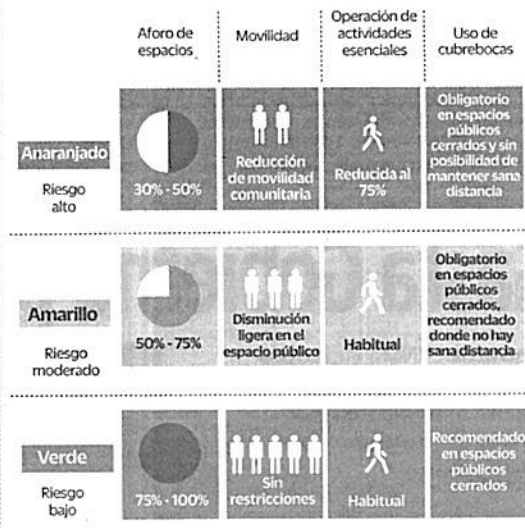 Aforo de
espacios
Movilidad
Operación de
actividades
esenciales
Uso de
cubrebocas
Anaranjado
Riesgo
alto
30% - 50%
Reducción
de movilidad
comunitaria
Reducida al
75%
Obligatorio
en espacios
públicos
cerrados y sin
posibilidad de
mantener sana
distancia
Amarillo
Riesgo
moderado
50% - 75%
Disminución
ligera en el
espacio público
Habitual
Obligatorio
en espacios
públicos
cerrados,
recomendado
donde no hay
sana distancia
Verde
Riesgo
bajo
75% - 100%
Sin
restricciones
Habitual
Recomendado
en espacios
públicos
cerrados